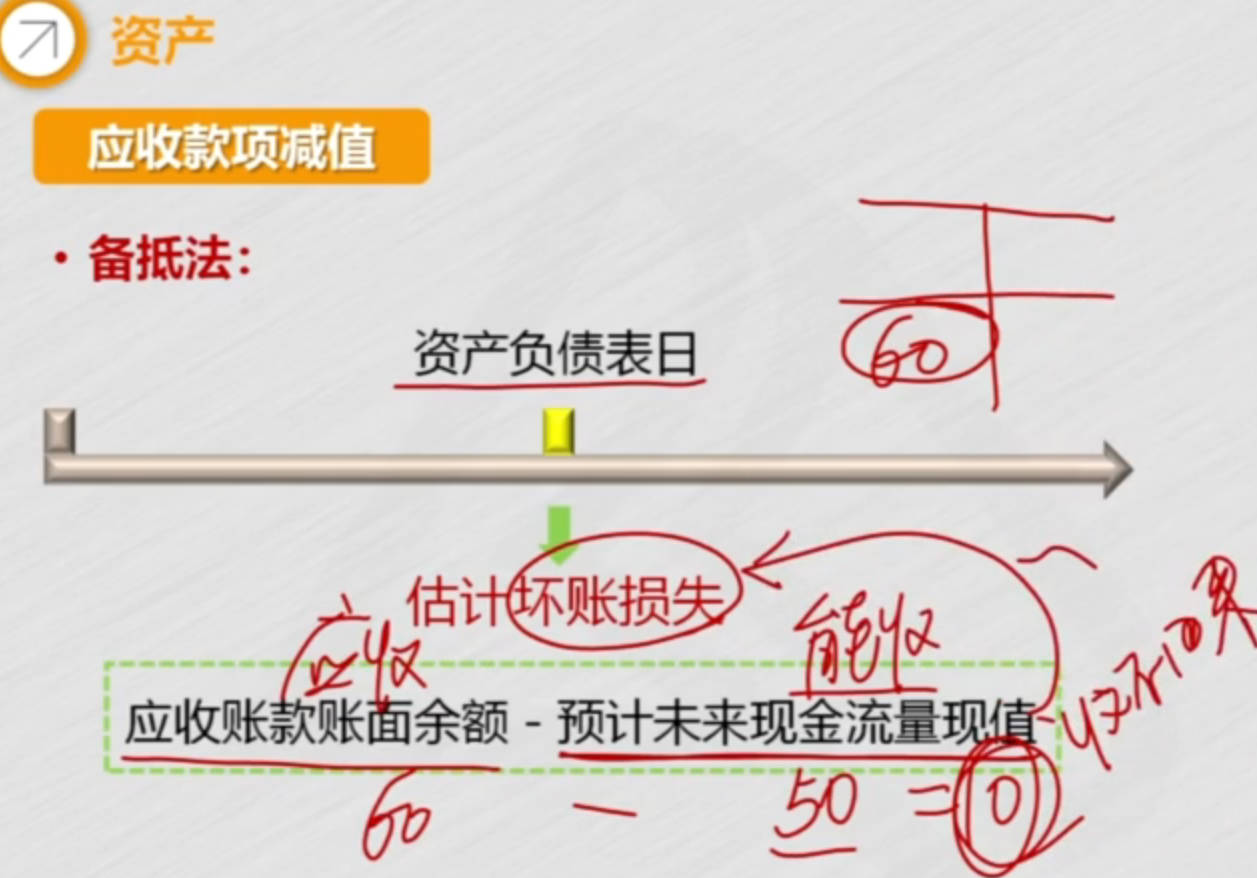 资产
应收款项减值
• 备抵法：
60
资产负债表日
估计坏账损失
应收
能收
应收账款账面余额 - 预计未来现金流量现值
收不回来
60 — 50 = 10